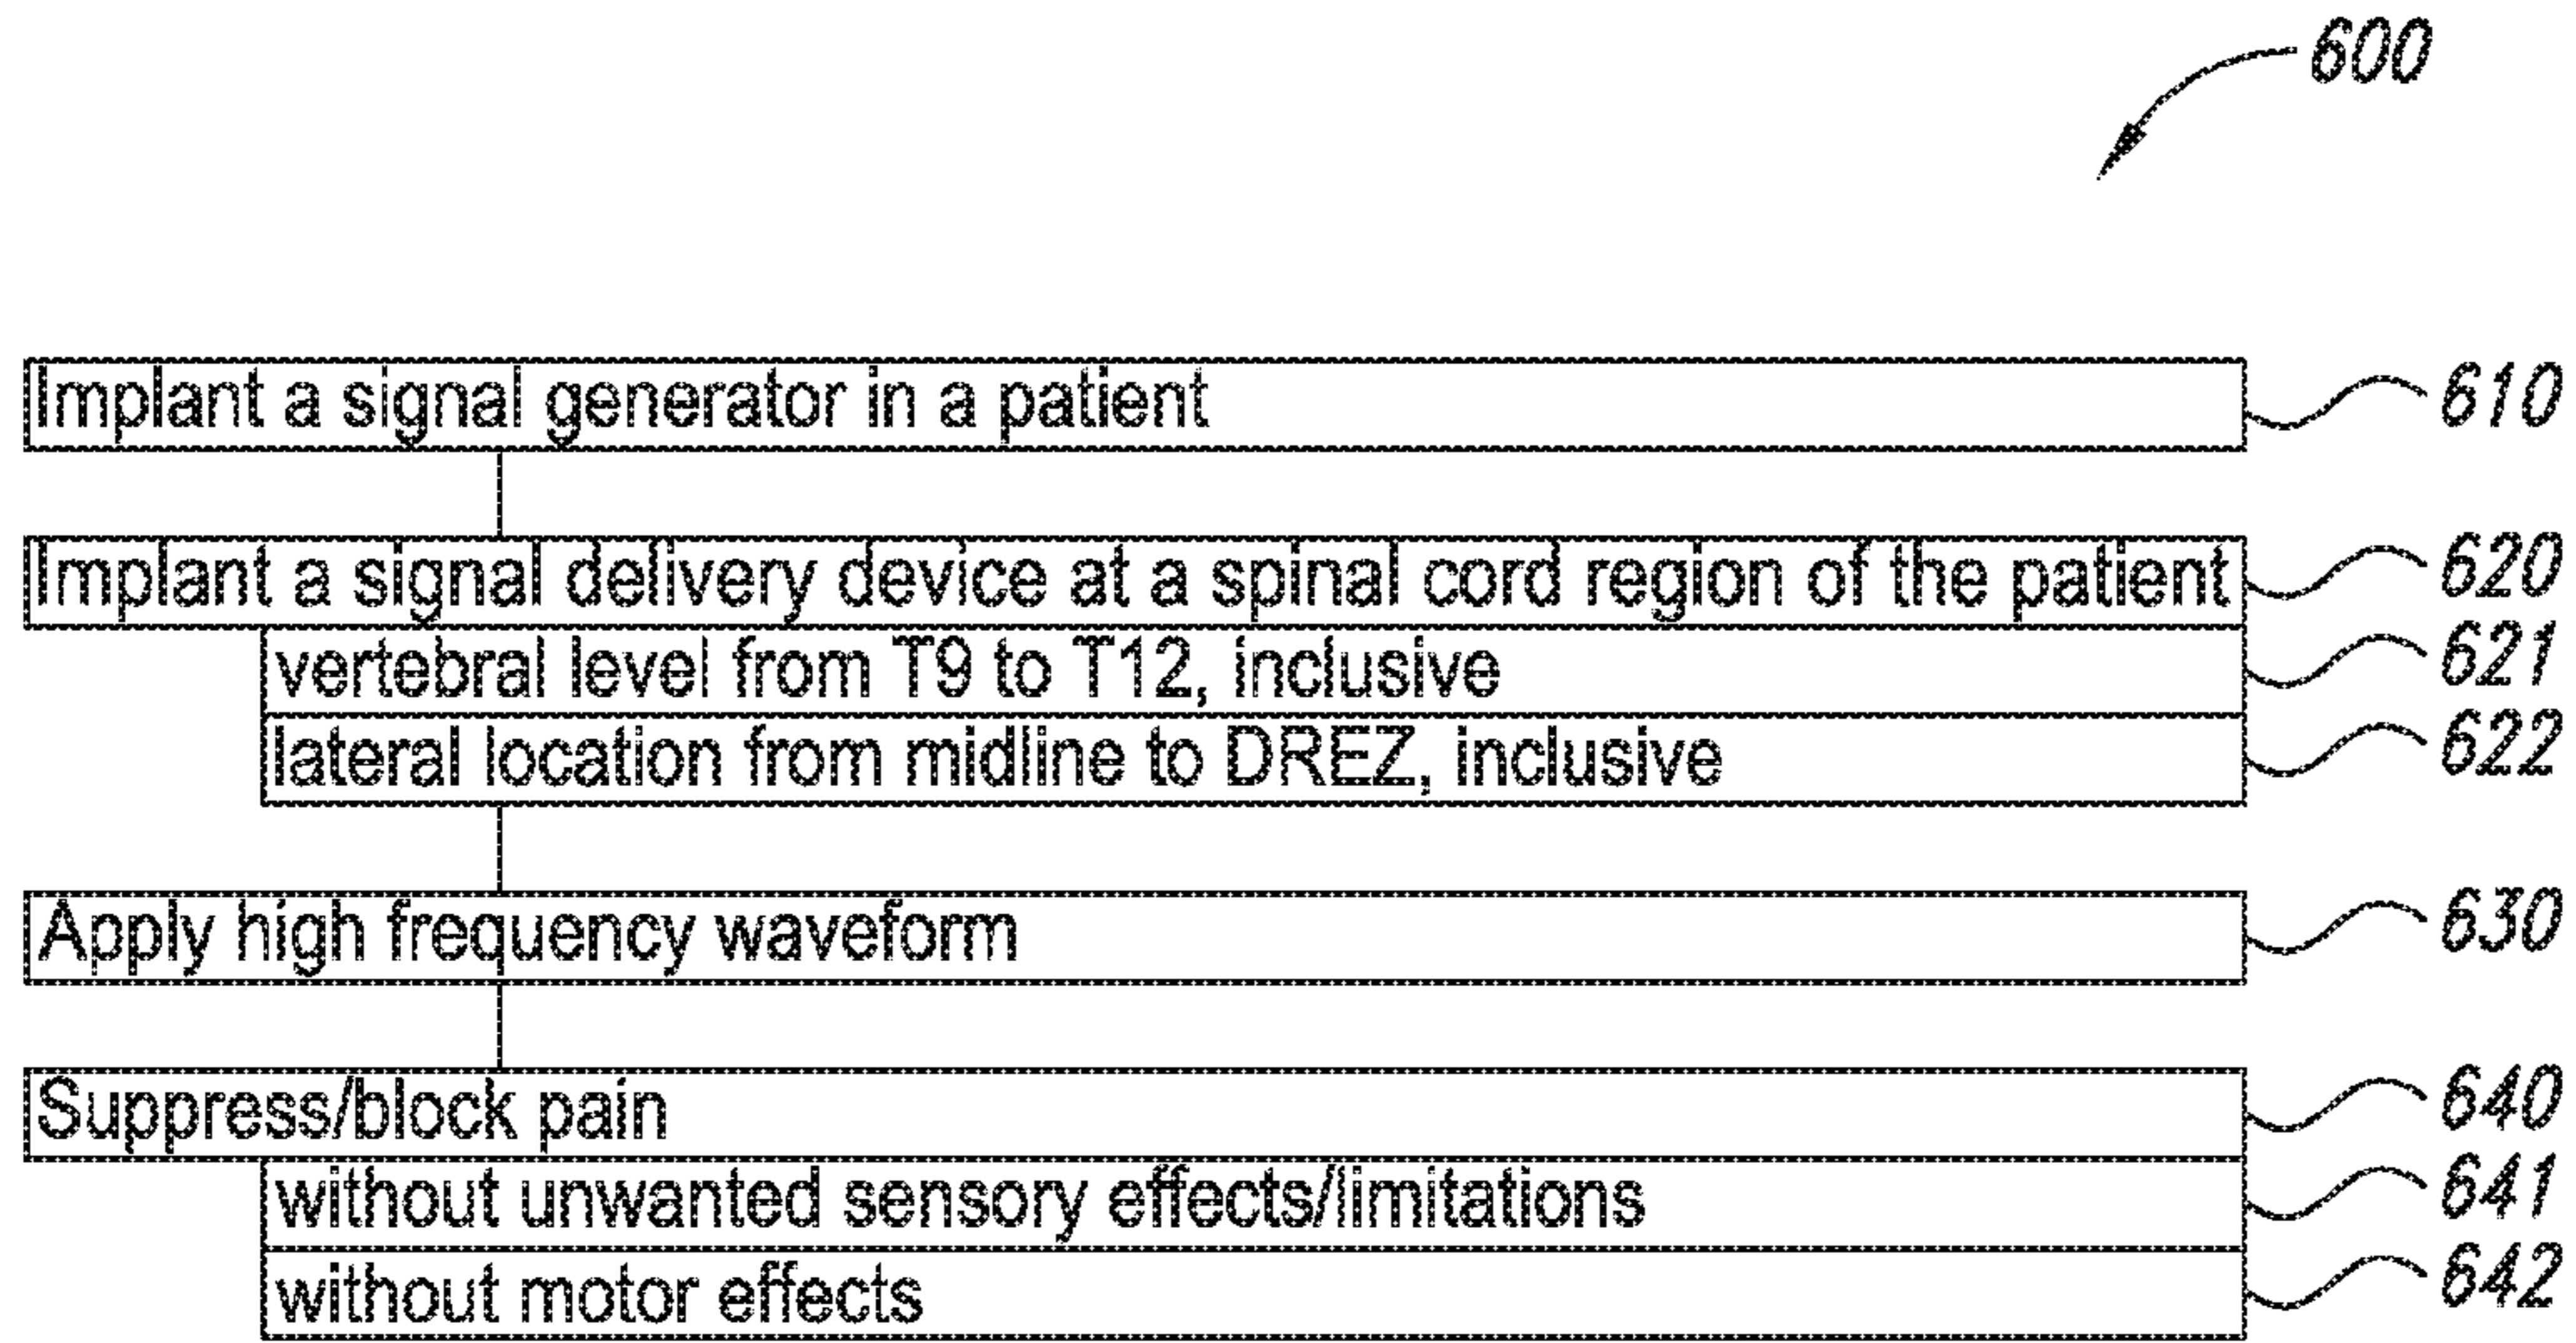 600
Implant a signal generator in a patient 610
Implant a signal delivery device at a spinal cord region of the patient 620
vertebral level from T9 to T12, inclusive 621
lateral location from midline to DREZ, inclusive 622
Apply high frequency waveform 630
Suppress/block pain 640
without unwanted sensory effects/limitations 641
without motor effects 642